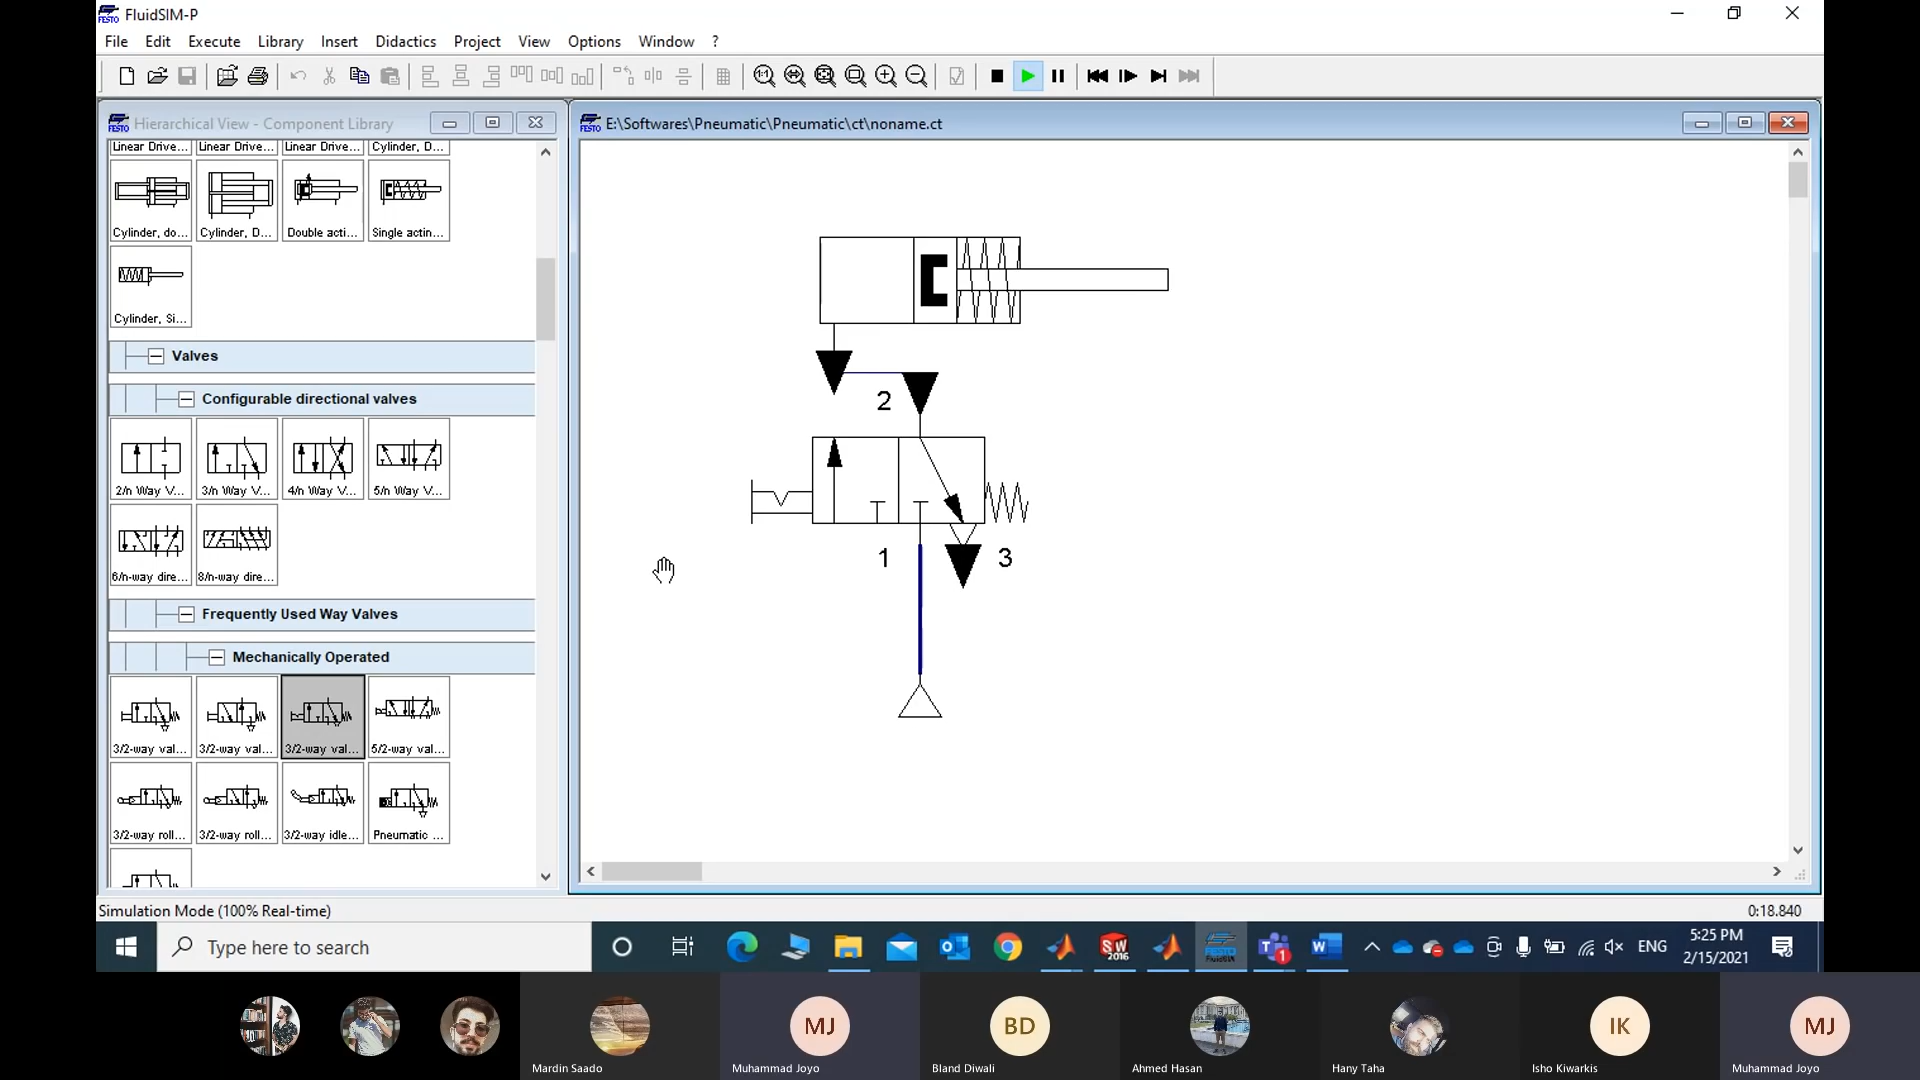 FluidSIM-P
File Edit Execute Library Insert Didactics Project View Options Window ?
Hierarchical View - Component Library
E:\Softwares\Pneumatic\Pneumatic\ct\noname.ct
Linear Drive... Linear Drive... Linear Drive... Cylinder, D...
Cylinder, do... Cylinder, D... Double acti... Single actin...
Cylinder, Si...
Valves
Configurable directional valves
2/n Way V... 3/n Way V... 4/n Way V... 5/n Way V...
6/n-way dire... 8/n-way dire...
Frequently Used Way Valves
Mechanically Operated
3/2-way val... 3/2-way val... 3/2-way val... 5/2-way val...
3/2-way roll... 3/2-way roll... 3/2-way idle... Pneumatic ...
2
1
3
Simulation Mode (100% Real-time)
0:18.840
Type here to search
SW
2016
1
ENG
5:25 PM
2/15/2021
MJ
BD
IK
MJ
Mardin Saado
Muhammad Joyo
Bland Diwali
Ahmed Hasan
Hany Taha
Isho Kiwarkis
Muhammad Joyo